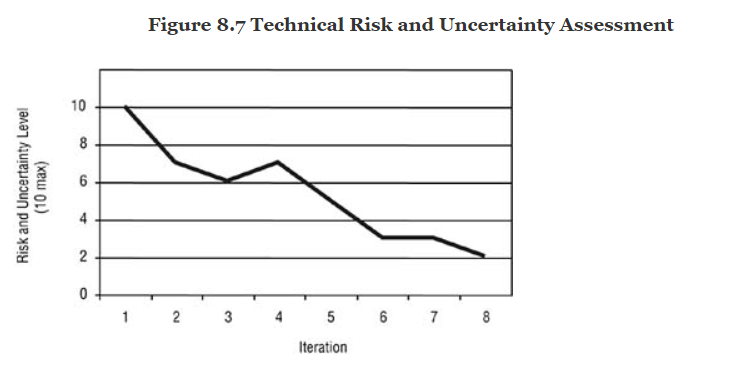 Figure 8.7 Technical Risk and Uncertainty Assessment
Risk and Uncertainty Level
(10 max)
10
8
6
4
2
0
1 2 3 4 5 6 7 8
Iteration